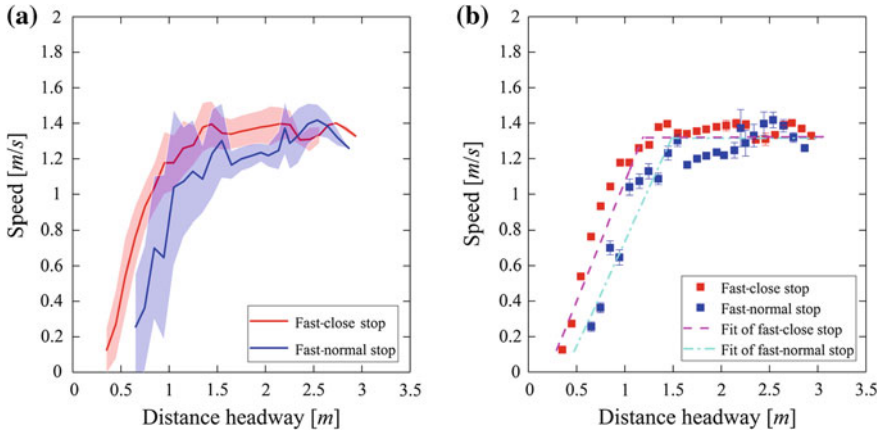 (a)
2
1.8
1.6
1.4
1.2
1
0.8
0.6
0.4
0.2
0
Speed [m/s]
Fast-close stop
Fast-normal stop
0 0.5 1 1.5 2 2.5 3 3.5
Distance headway [m]
(b)
2
1.8
1.6
1.4
1.2
1
0.8
0.6
0.4
0.2
0
Speed [m/s]
Fast-close stop
Fast-normal stop
Fit of fast-close stop
Fit of fast-normal stop
0 0.5 1 1.5 2 2.5 3 3.5
Distance headway [m]